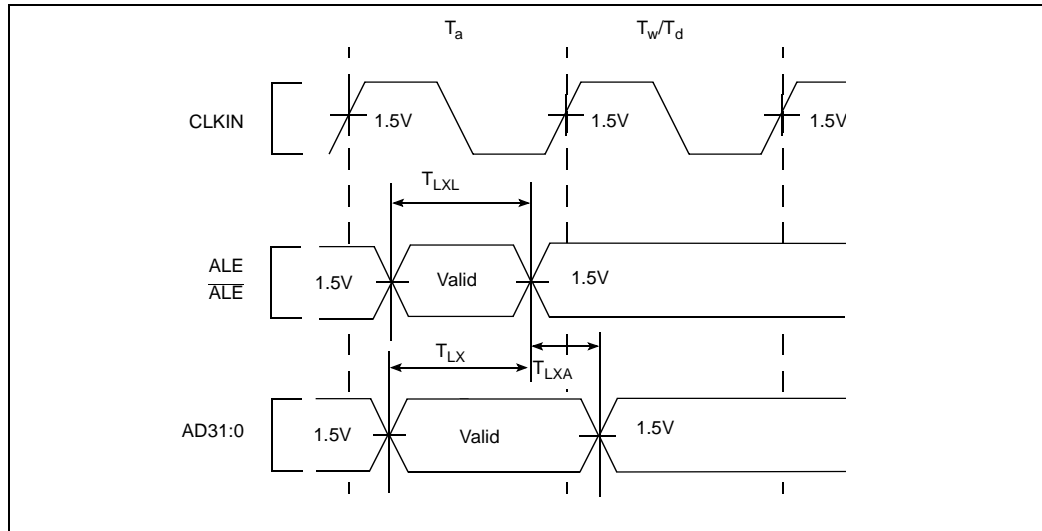 Ta Tw/Td
CLKIN 1.5V 1.5V 1.5V
TLXL
ALE
ALE 1.5V Valid 1.5V
TLX TLXA
AD31:0 1.5V Valid 1.5V